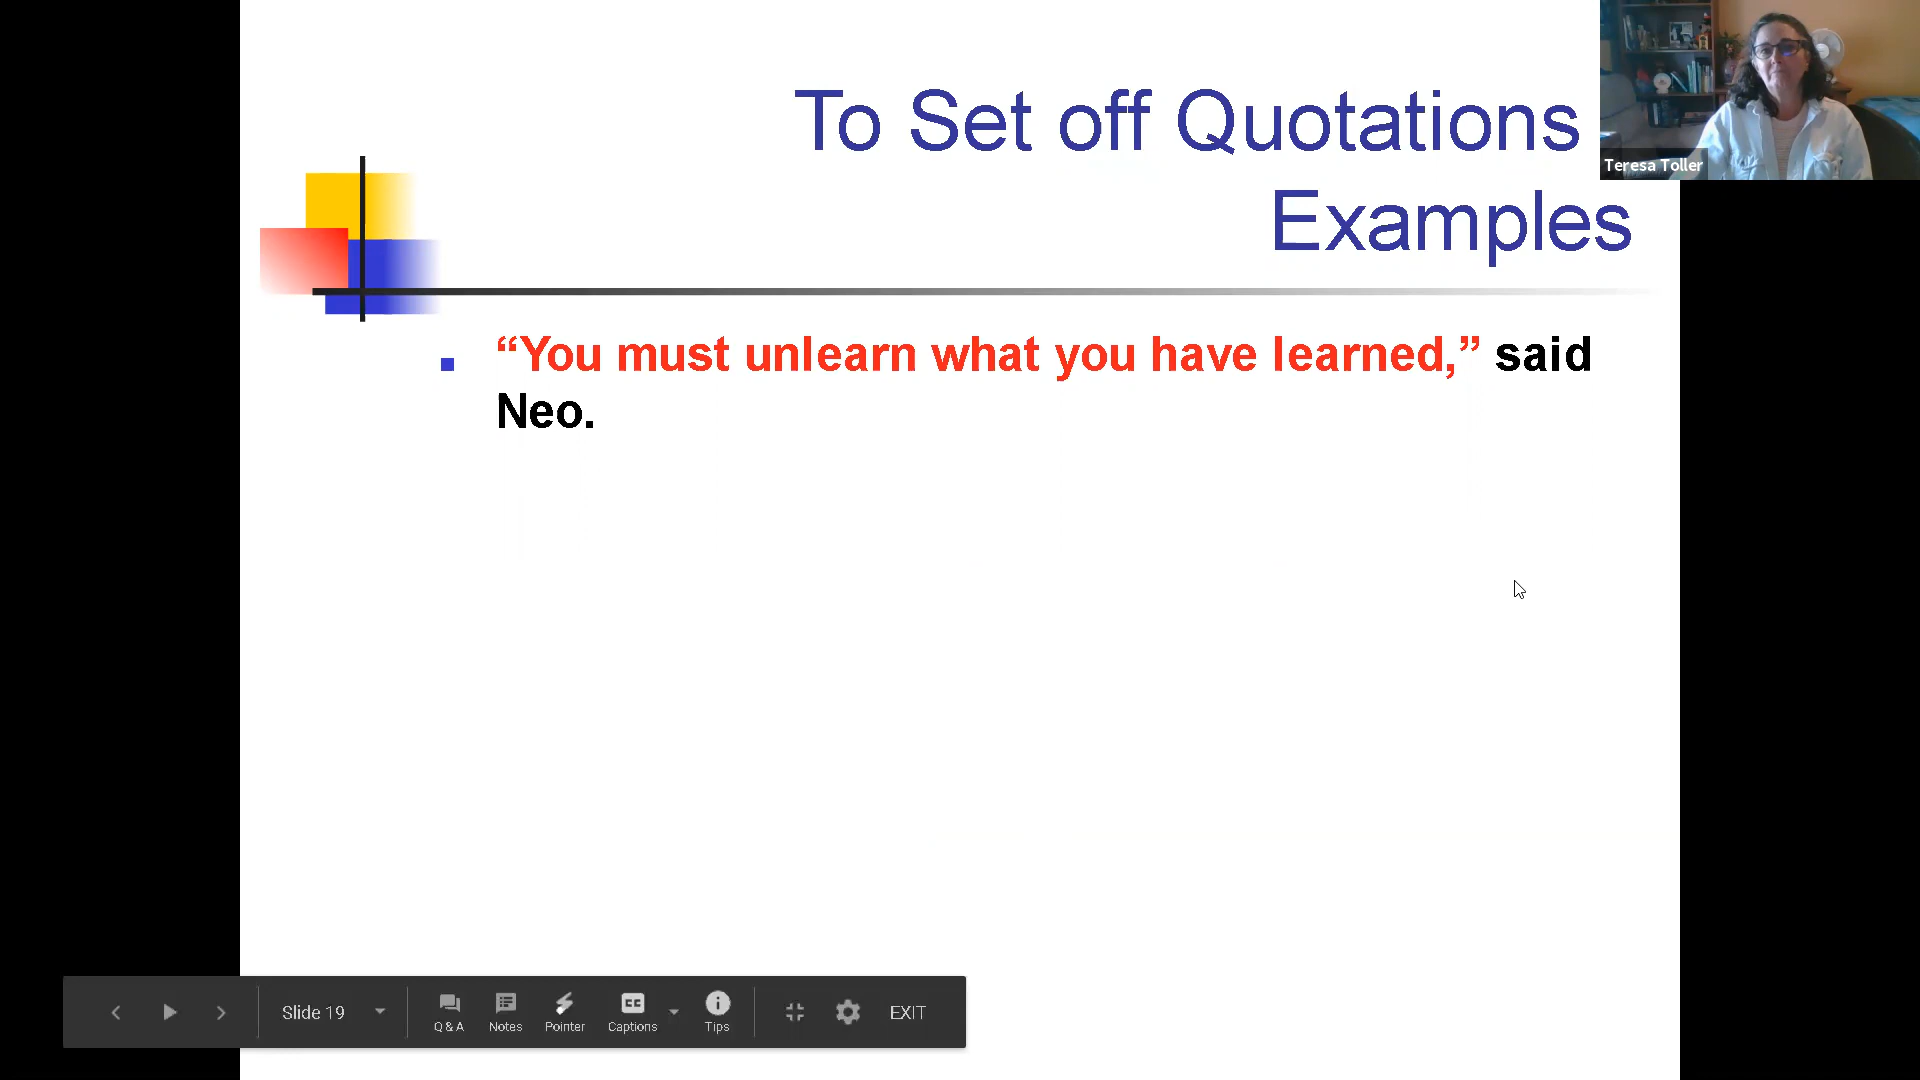 To Set off Quotations
Examples
Teresa Toller
“You must unlearn what you have learned,” said
Neo.
Slide 19
Q & A
Notes
Pointer
Captions
Tips
EXIT